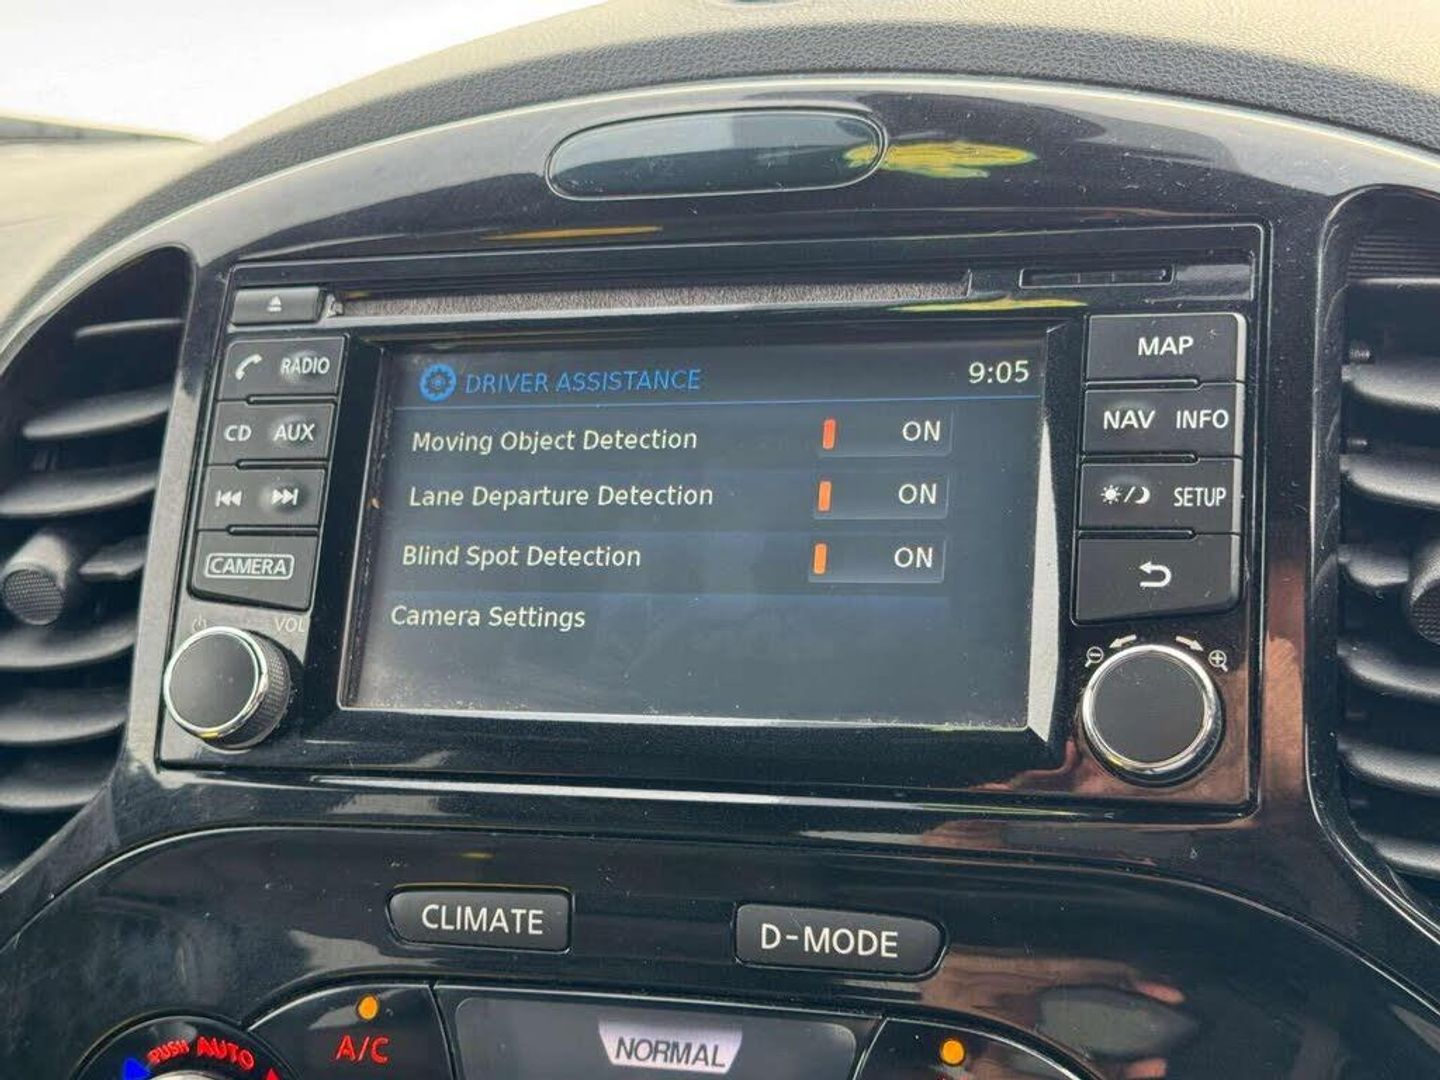 RADIO
CD AUX
CAMERA
VOL
DRIVER ASSISTANCE 9:05
Moving Object Detection ON
Lane Departure Detection ON
Blind Spot Detection ON
Camera Settings
MAP
NAV INFO
SETUP
CLIMATE
D-MODE
PUSH AUTO
A/C
NORMAL